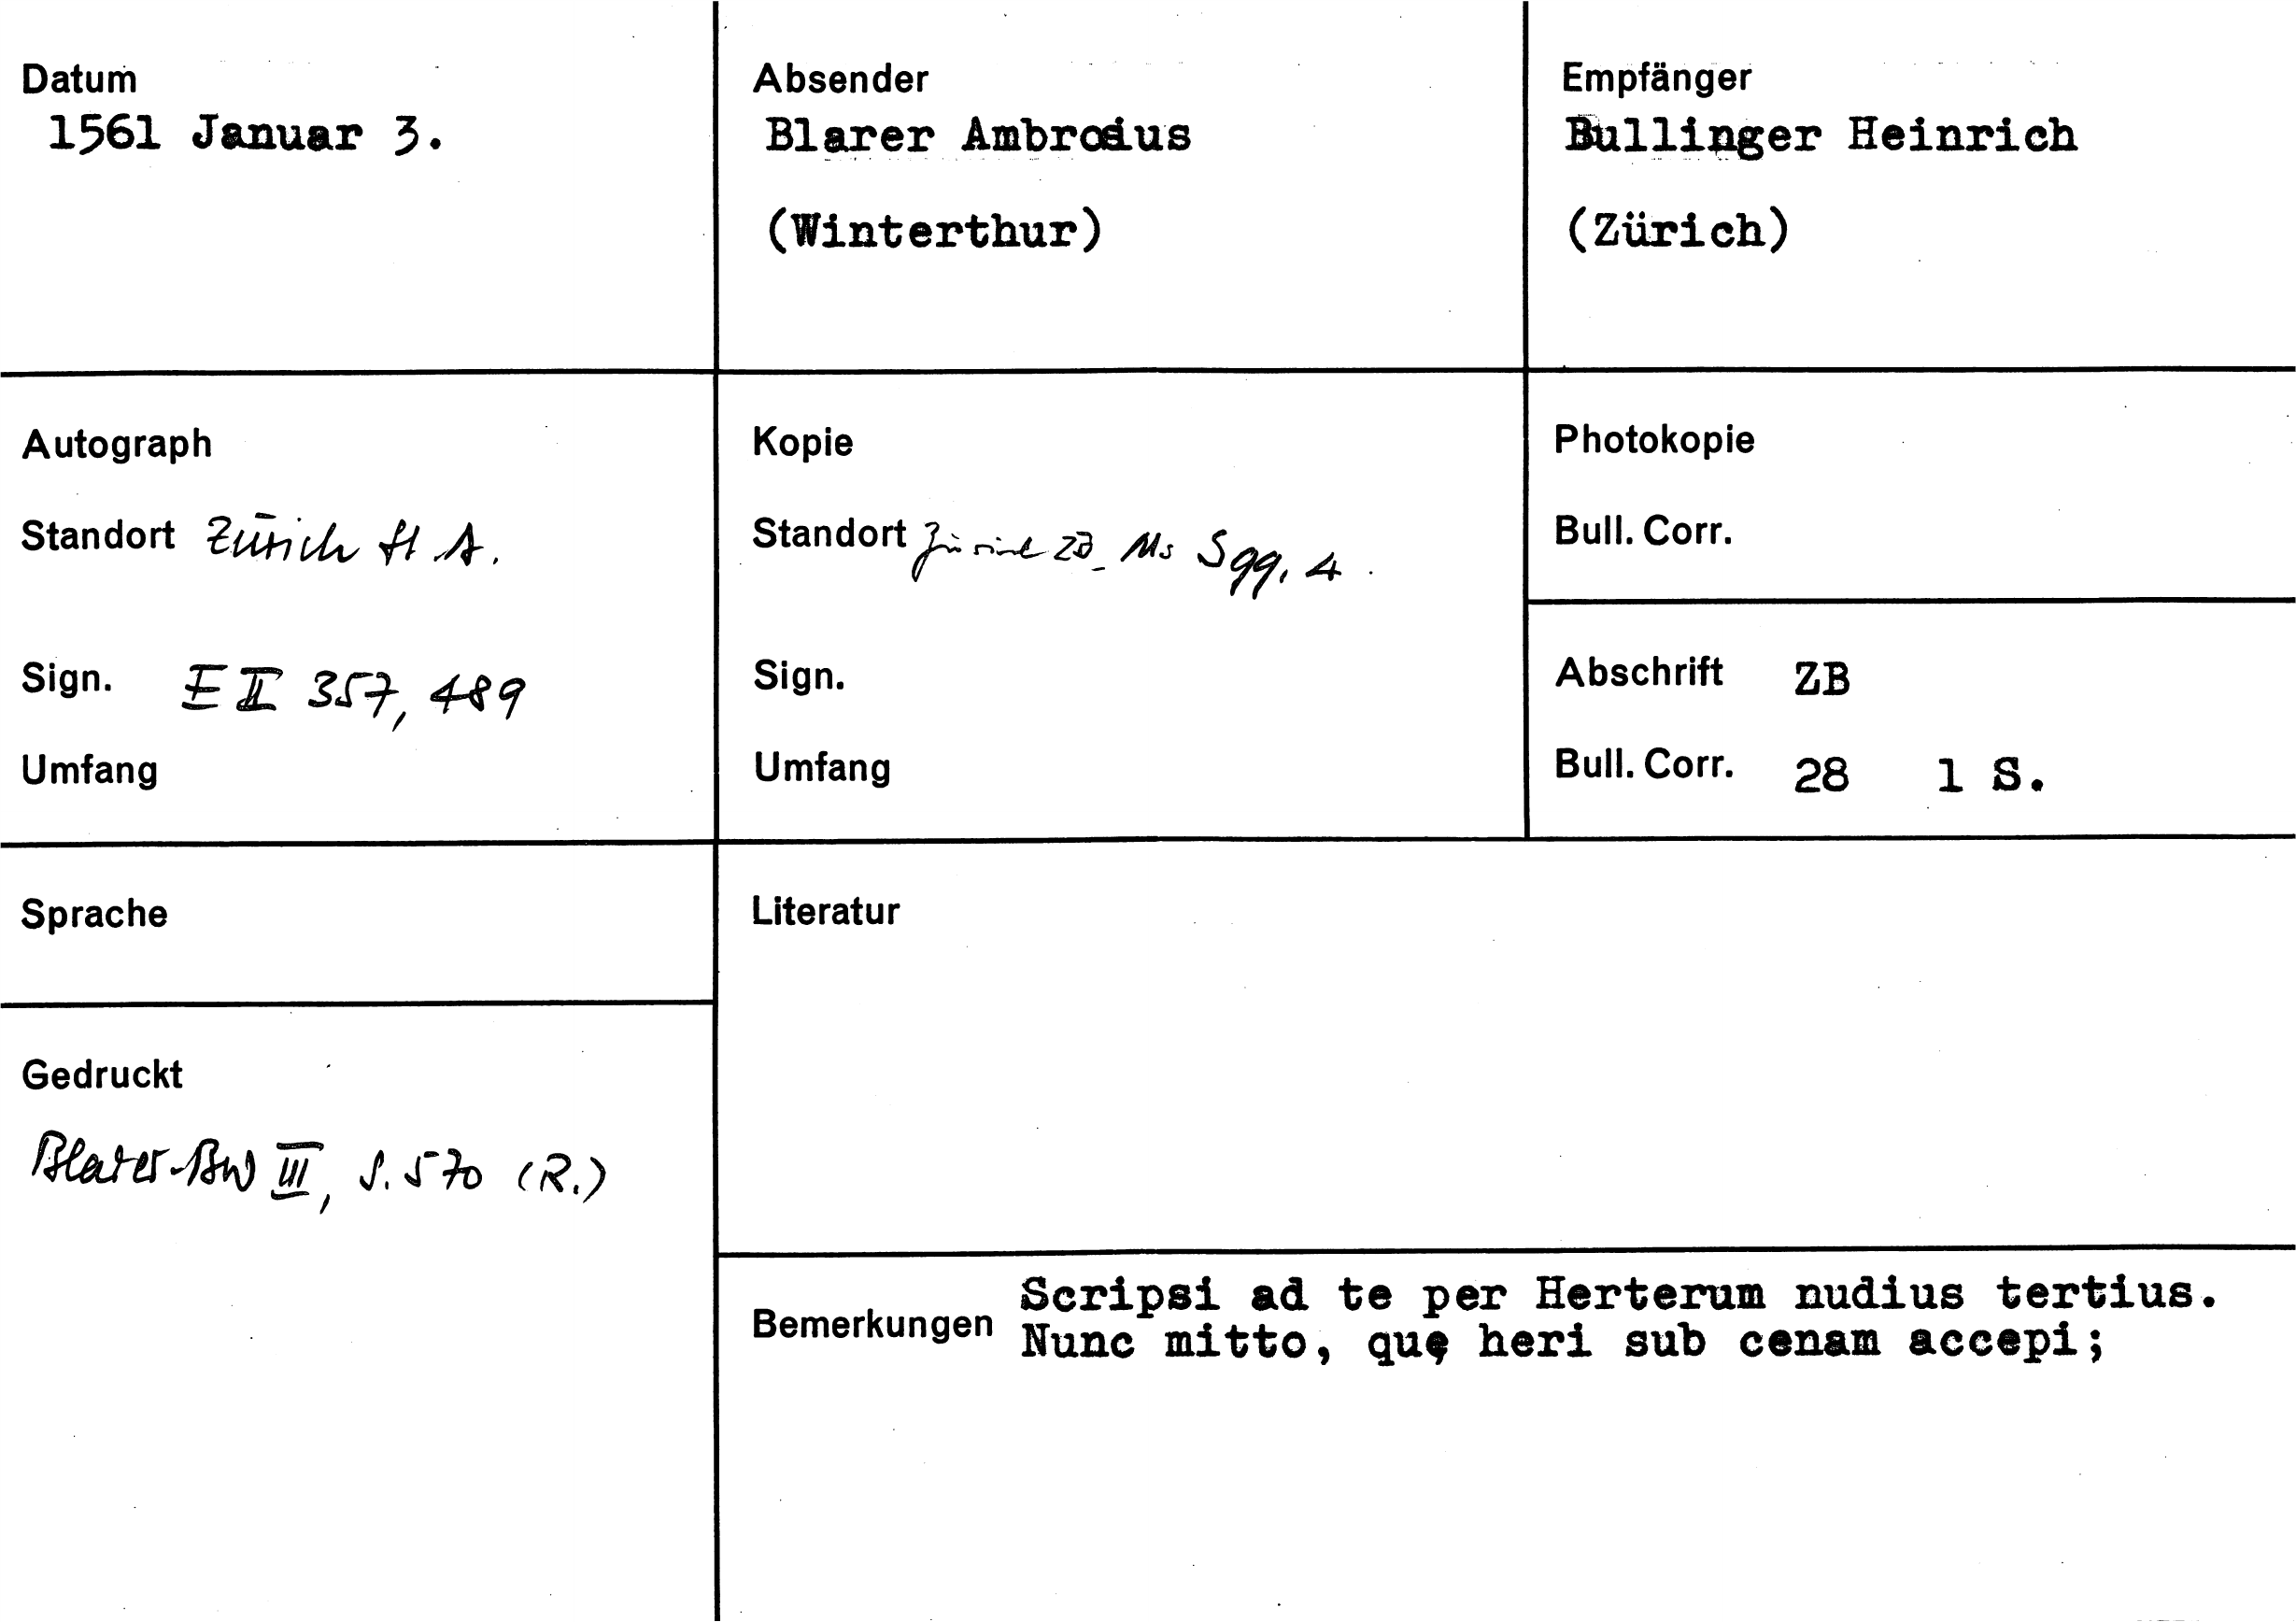 Datum
1561 Januar 3.
Absender
Blarer Ambrosius
(Winterthur)
Empfänger
Bullinger Heinrich
(Zürich)
Autograph
Standort Zürich StA.
Sign. E II 357, 489
Umfang
Kopie
Standort Zürich ZB Ms S 99, 4.
Sign.
Umfang
Photokopie
Bull. Corr.
Abschrift ZB
Bull. Corr. 28 1 S.
Sprache
Literatur
Gedruckt
Blarer-BW III, S. 570 (R.)
Bemerkungen
Scripsi ad te per Herterum nudius tertius.
Nunc mitto, quę heri sub cenam accepi;